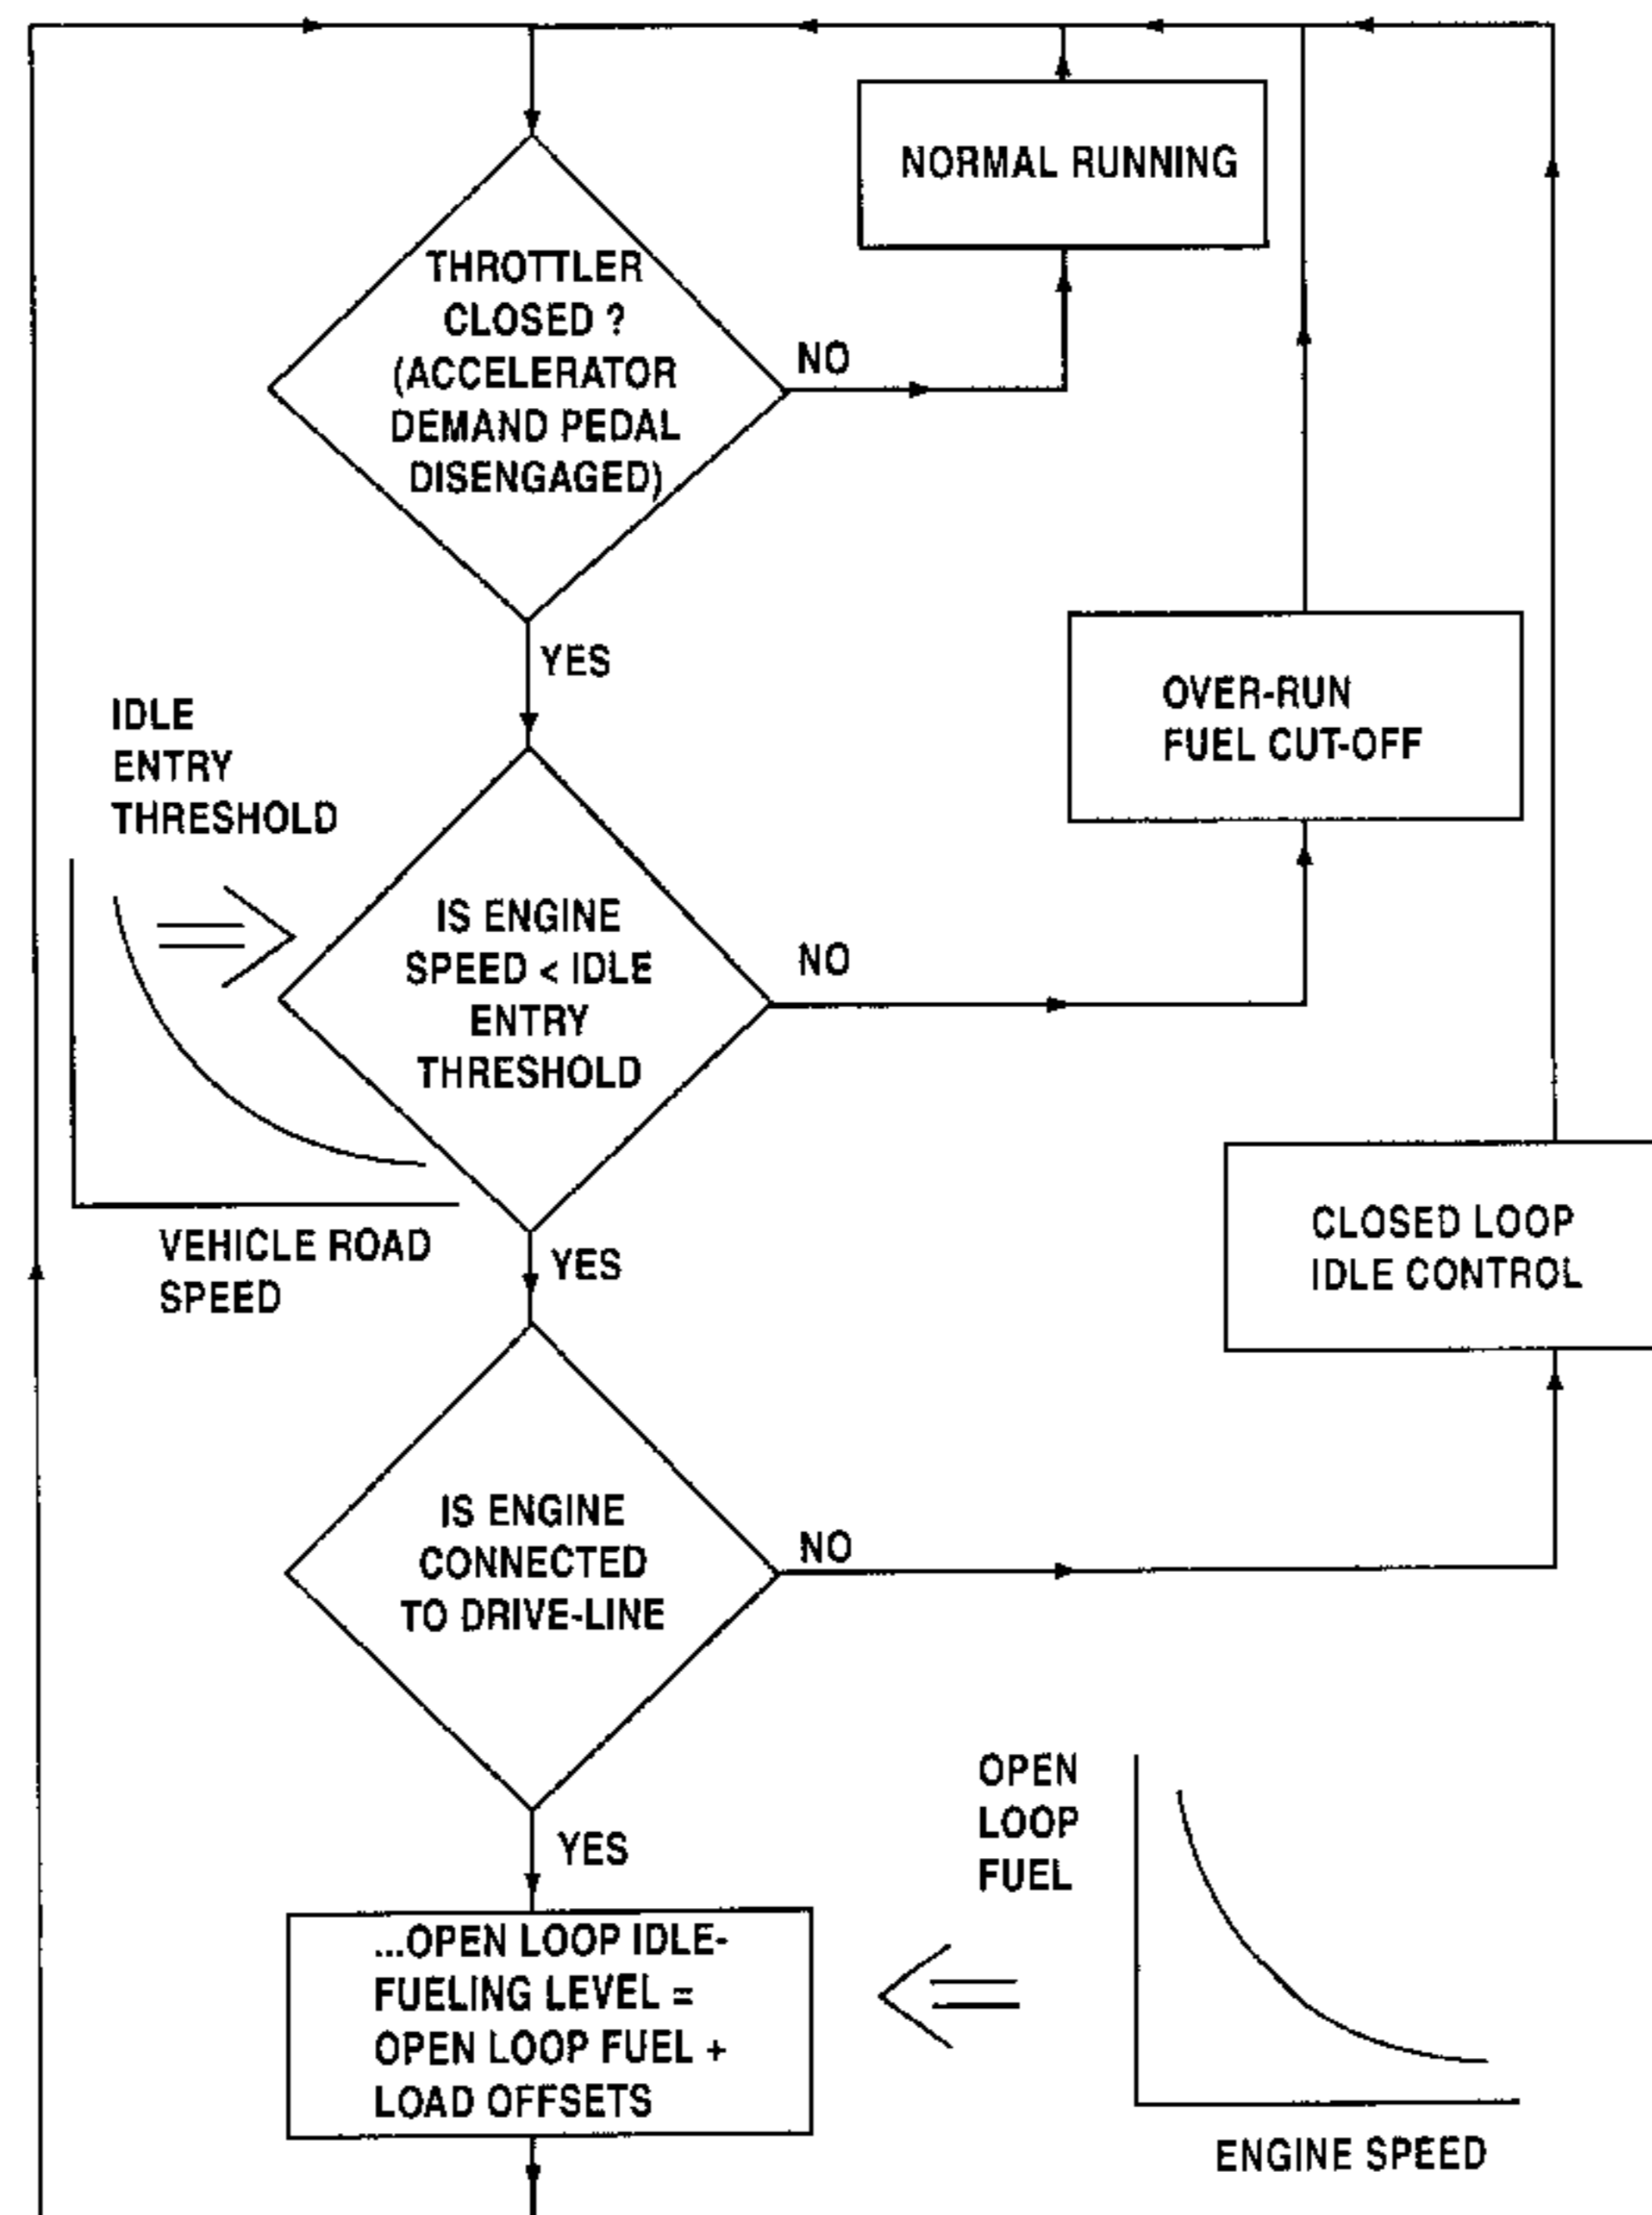 NORMAL RUNNING
THROTTLER
CLOSED ?
(ACCELERATOR
DEMAND PEDAL
DISENGAGED)
NO
YES
OVER-RUN
FUEL CUT-OFF
IDLE
ENTRY
THRESHOLD
IS ENGINE
SPEED < IDLE
ENTRY
THRESHOLD
NO
VEHICLE ROAD
SPEED
YES
CLOSED LOOP
IDLE CONTROL
IS ENGINE
CONNECTED
TO DRIVE-LINE
NO
YES
OPEN
LOOP
FUEL
...OPEN LOOP IDLE-
FUELING LEVEL =
OPEN LOOP FUEL +
LOAD OFFSETS
ENGINE SPEED